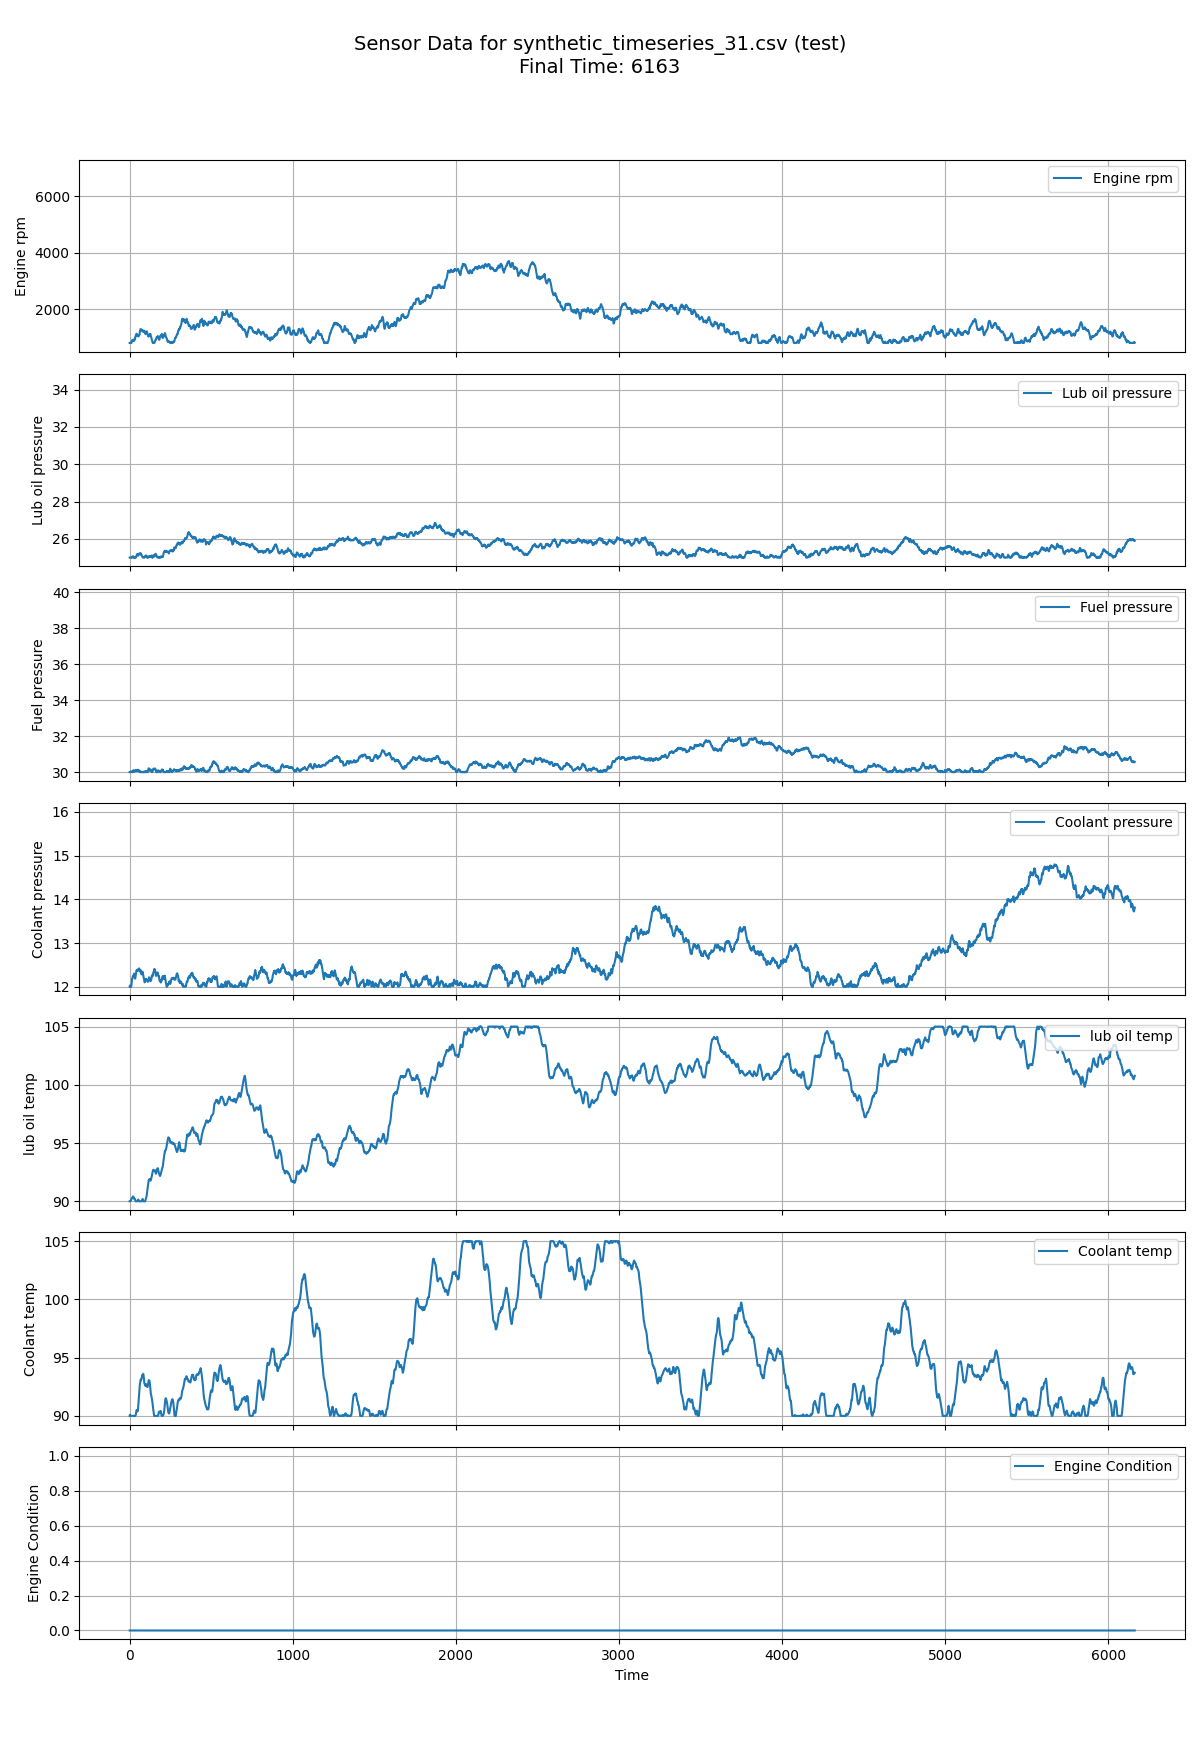 Sensor Data for synthetic_timeseries_31.csv (test)
Final Time: 6163
Engine rpm
6000
4000
2000
Engine rpm
Lub oil pressure
34
32
30
28
26
Lub oil pressure
Fuel pressure
40
38
36
34
32
30
Fuel pressure
Coolant pressure
16
15
14
13
12
Coolant pressure
lub oil temp
105
100
95
90
lub oil temp
Coolant temp
105
100
95
90
Coolant temp
Engine Condition
1.0
0.8
0.6
0.4
0.2
0.0
Engine Condition
0 1000 2000 3000 4000 5000 6000
Time